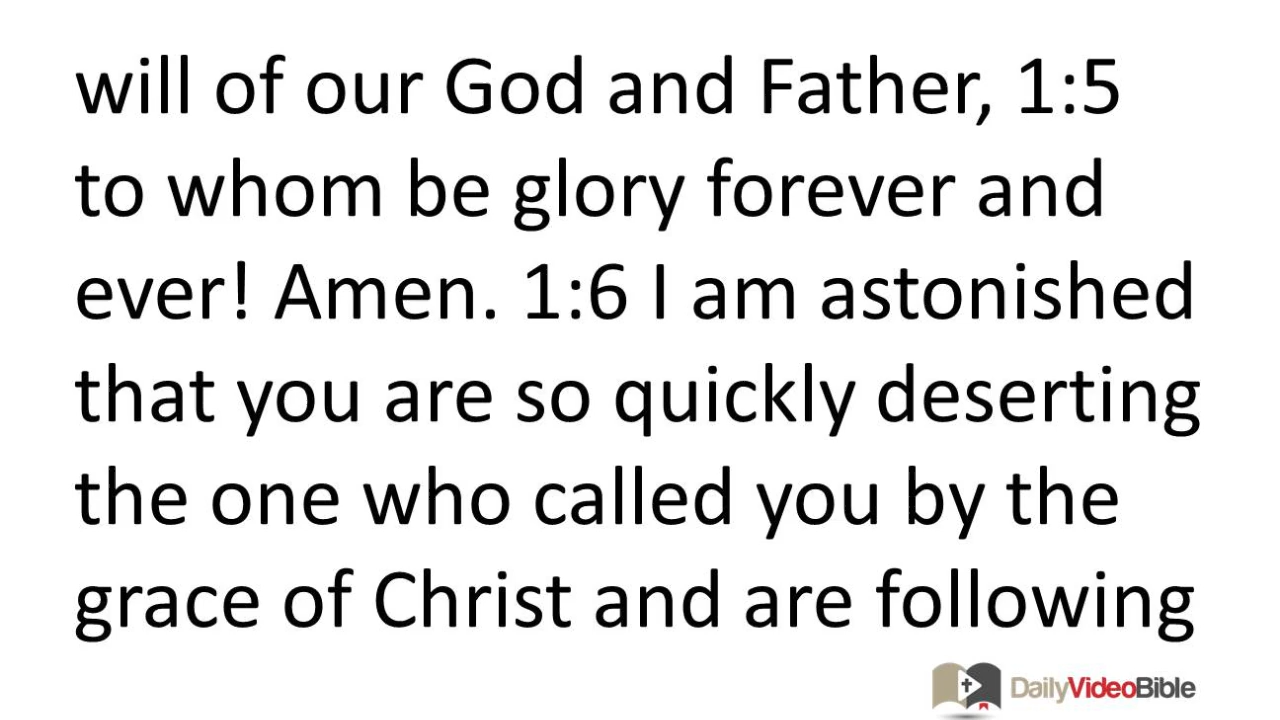 will of our God and Father, 1:5
to whom be glory forever and
ever! Amen. 1:6 I am astonished
that you are so quickly deserting
the one who called you by the
grace of Christ and are following
DailyVideoBible